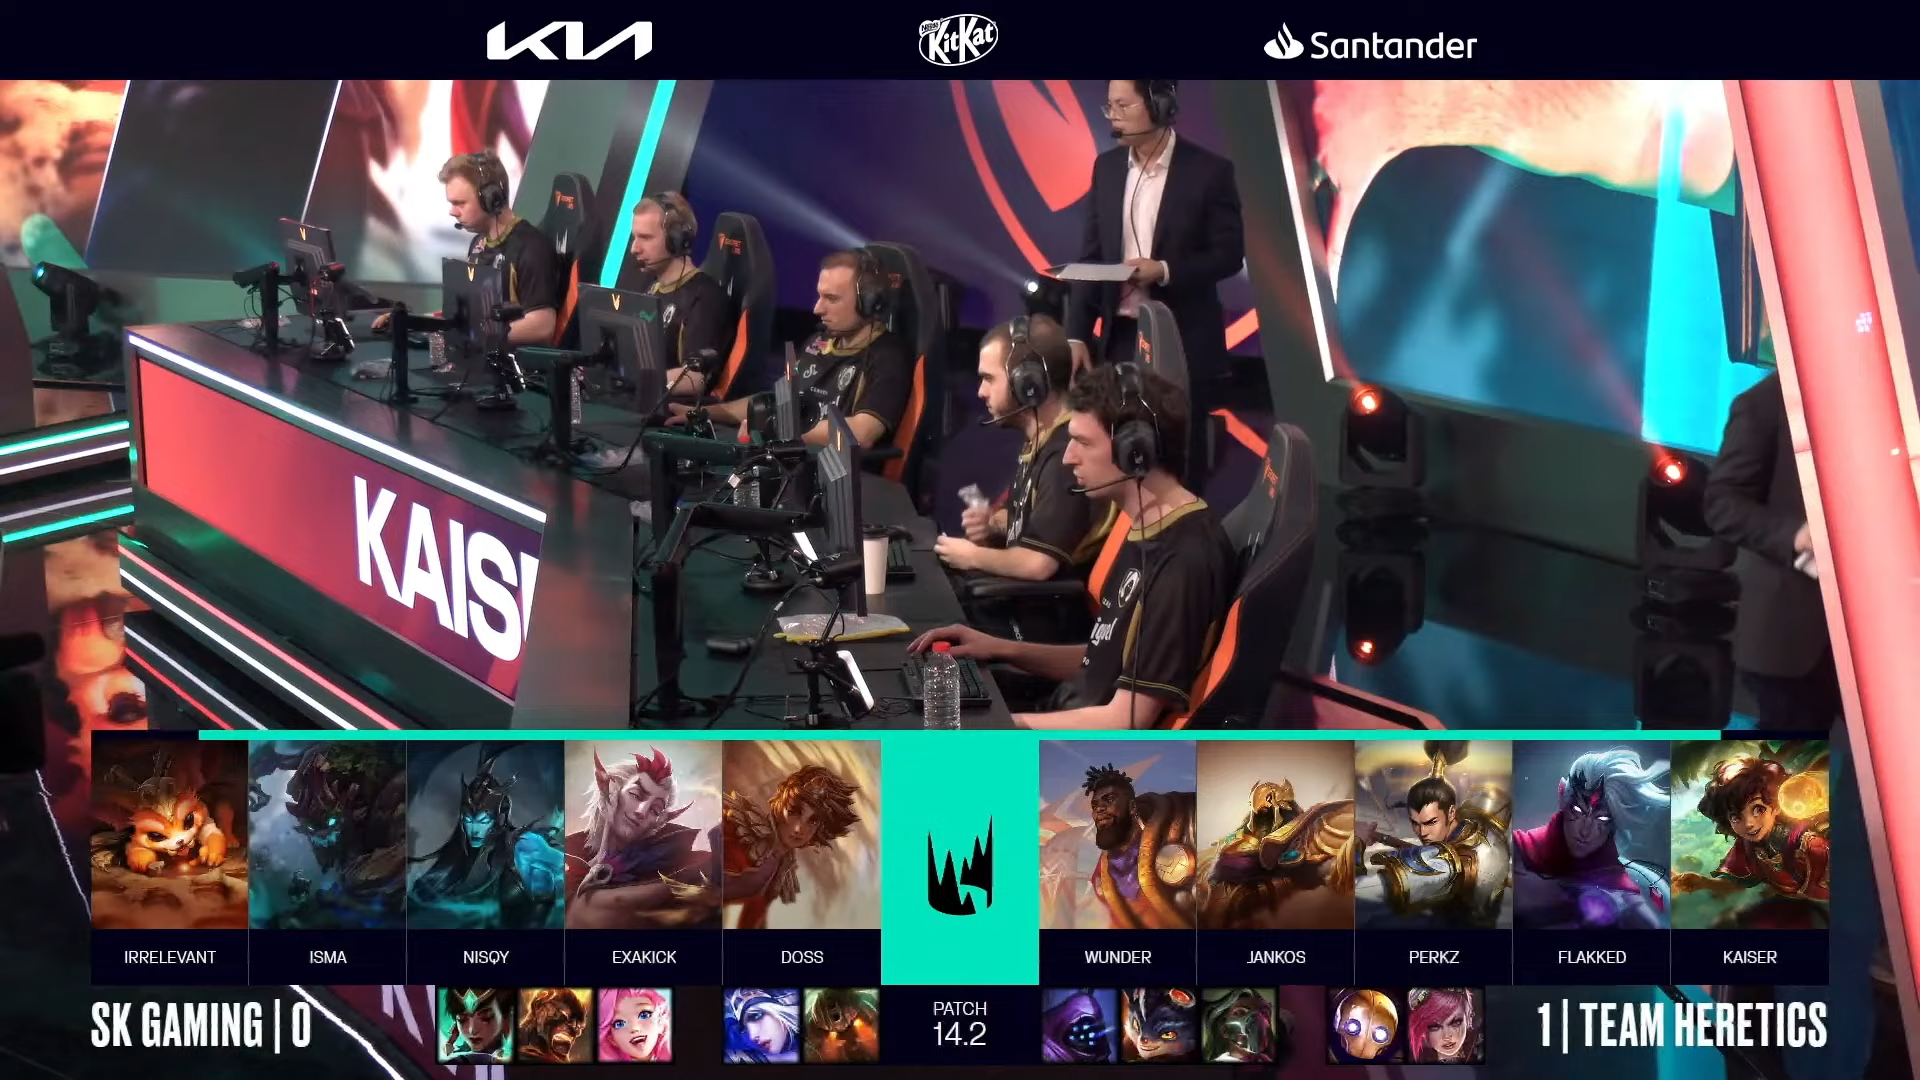 KIA
NESTLE
KitKat
Santander
KAIS
IRRELEVANT
ISMA
NISQY
EXAKICK
DOSS
WUNDER
JANKOS
PERKZ
FLAKKED
KAISER
SK GAMING | 0
PATCH
14.2
1 | TEAM HERETICS